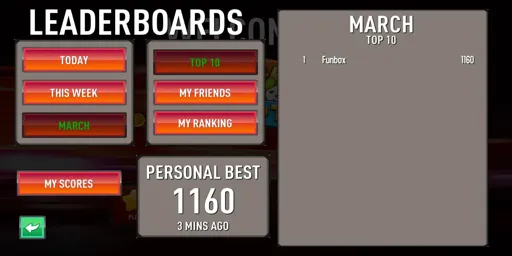 LEADERBOARDS
TODAY
THIS WEEK
MARCH
TOP 10
MY FRIENDS
MY RANKING
MY SCORES
PERSONAL BEST
1160
3 MINS AGO
MARCH
TOP 10
1 Funbox 1160